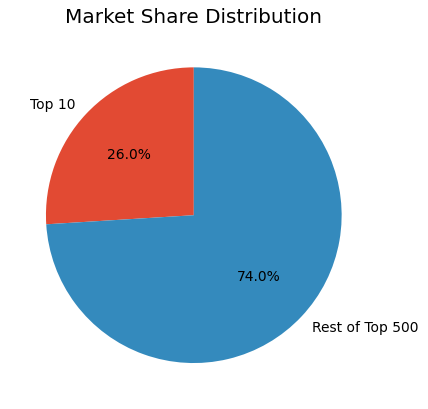 Market Share Distribution
Top 10
26.0%
74.0%
Rest of Top 500